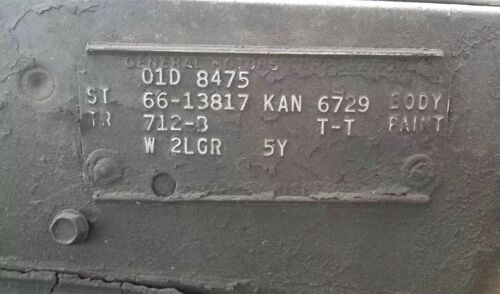 GENERAL MOTORS
01D 8475
ST 66-13817 KAN 6729 BODY
TR 712-B T-T PAINT
W 2LGR 5Y